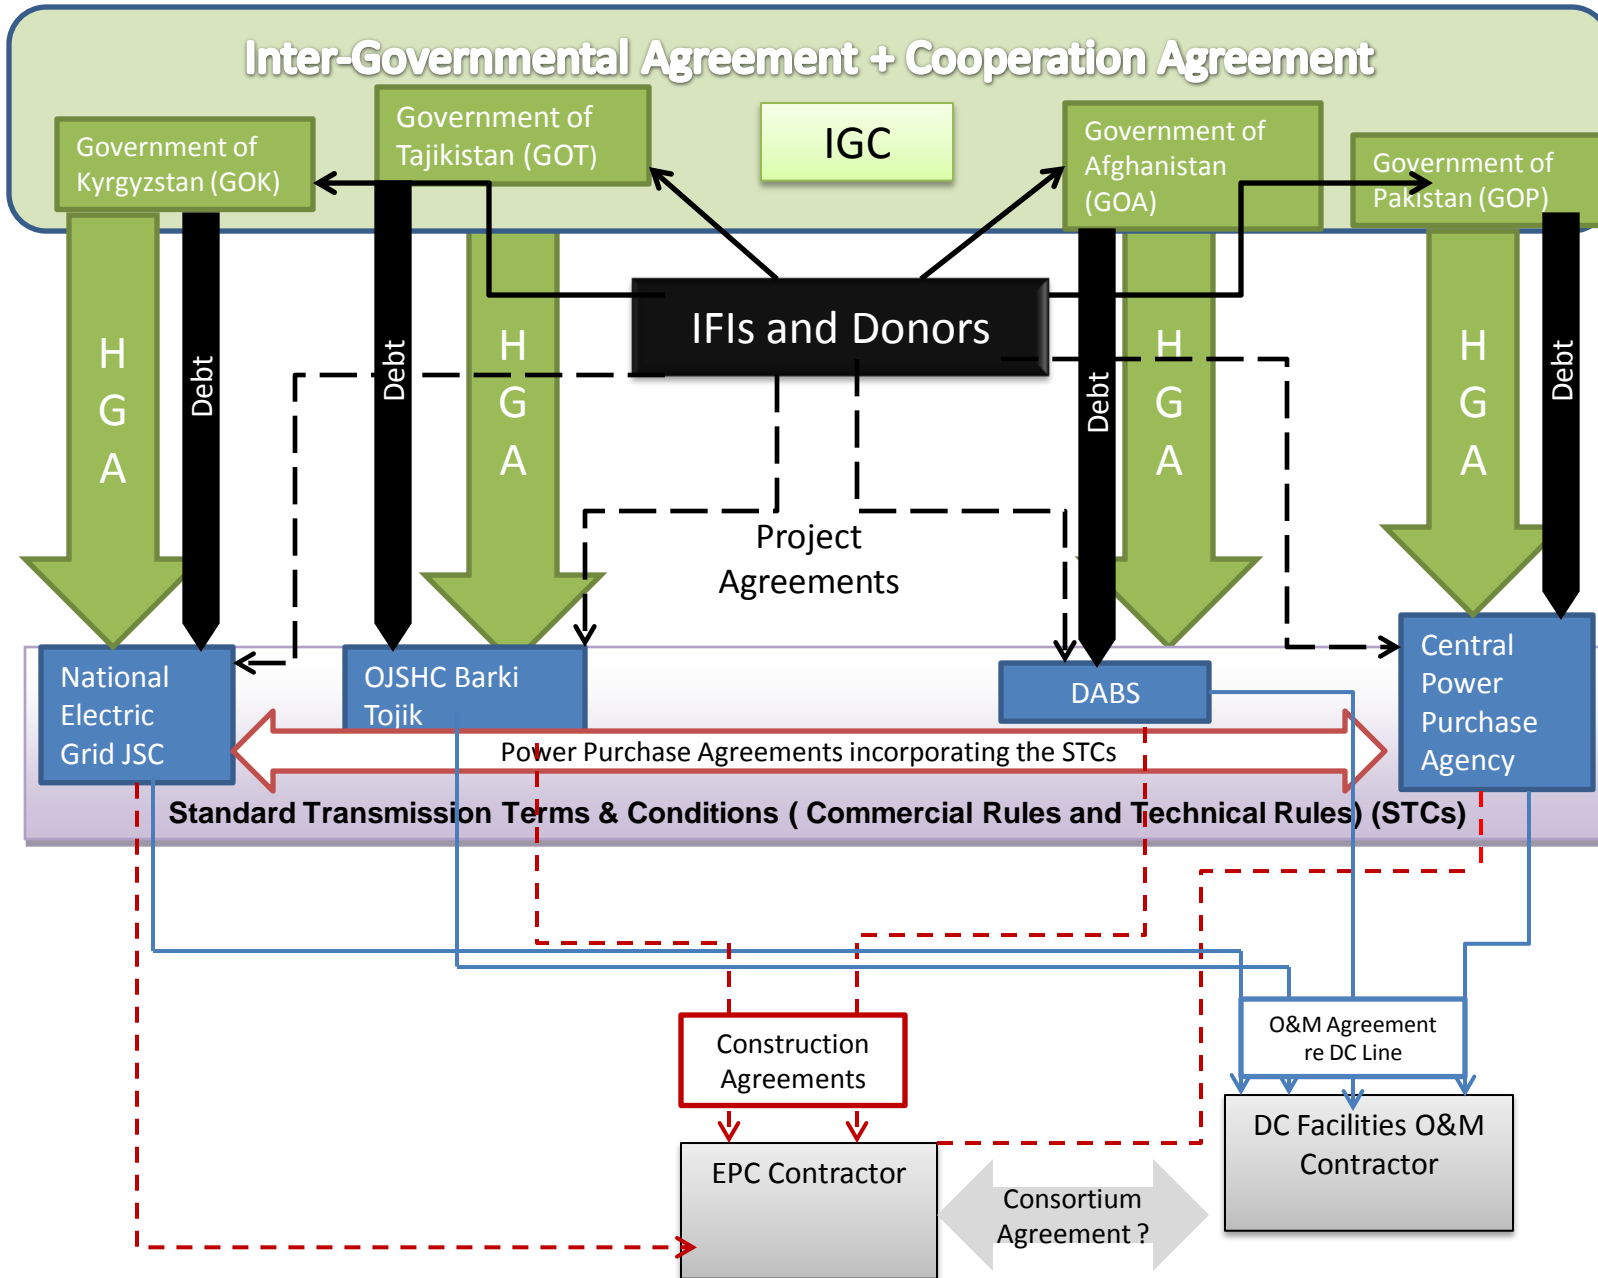 Inter-Governmental Agreement + Cooperation Agreement
Government of
Kyrgyzstan (GOK)
Government of
Tajikistan (GOT)
IGC
Government of
Afghanistan
(GOA)
Government of
Pakistan (GOP)
IFIs and Donors
H
G
A
Debt
Debt
H
G
A
Debt
H
G
A
H
G
A
Debt
Project
Agreements
National
Electric
Grid JSC
OJSHC Barki
Tojik
DABS
Central
Power
Purchase
Agency
Power Purchase Agreements incorporating the STCs
Standard Transmission Terms & Conditions ( Commercial Rules and Technical Rules) (STCs)
Construction
Agreements
O&M Agreement
re DC Line
EPC Contractor
Consortium
Agreement ?
DC Facilities O&M
Contractor